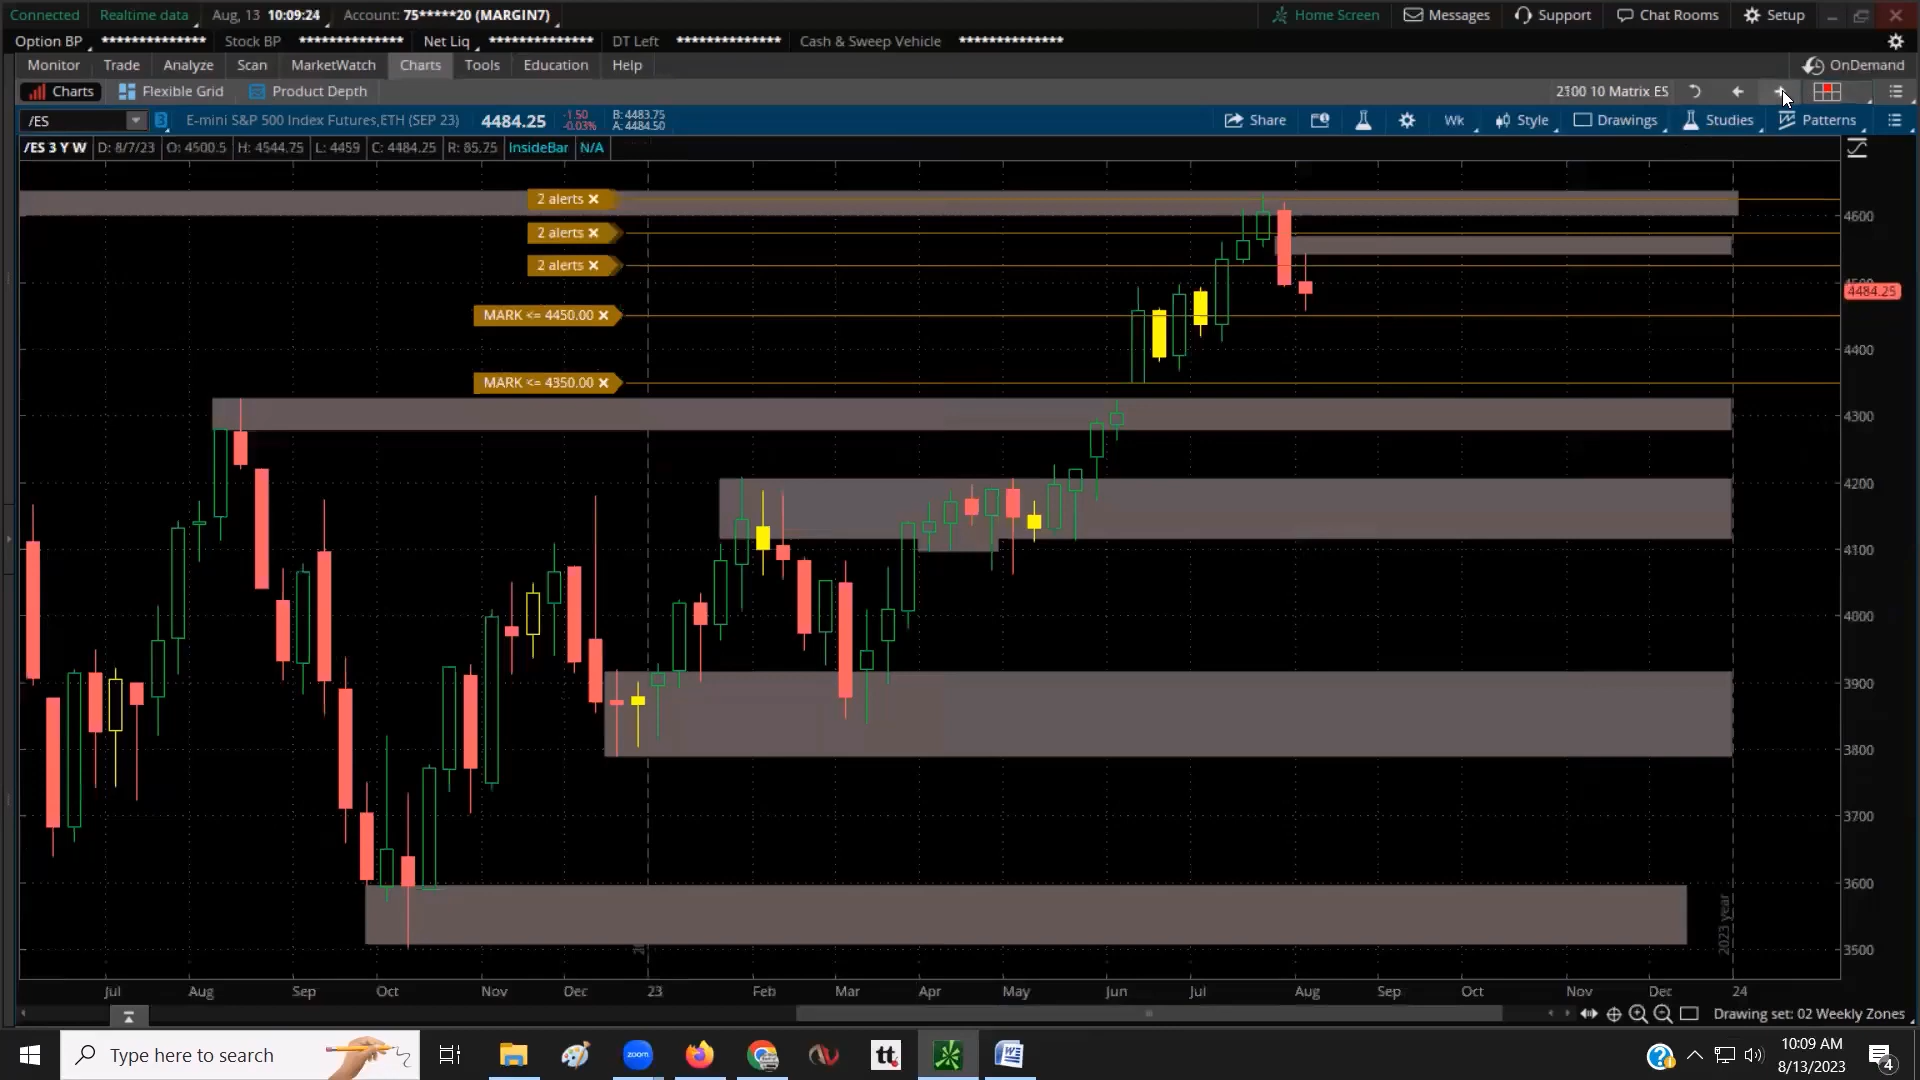 Connected Realtime data Aug, 13 10:09:24 Account: 75*****20 (MARGIN7) Home Screen Messages Support Chat Rooms Setup
Option BP ************** Stock BP ************** Net Liq ************** DT Left ************** Cash & Sweep Vehicle **************
Monitor Trade Analyze Scan MarketWatch Charts Tools Education Help OnDemand
Charts Flexible Grid Product Depth 2100 10 Matrix ES
/ES 3 E-mini S&P 500 Index Futures,ETH (SEP 23) 4484.25 -1.50 -0.03% B: 4483.75 A: 4484.50 Share Wk Style Drawings Studies Patterns
/ES 3 Y W D: 8/7/23 O: 4500.5 H: 4544.75 L: 4459 C: 4484.25 R: 85.75 InsideBar N/A
2 alerts
4600
2 alerts
2 alerts
4484.25
MARK <= 4450.00
4400
MARK <= 4350.00
4300
4200
4100
4000
3900
3800
3700
3600
2023 year
3500
Jul Aug Sep Oct Nov Dec 23 Feb Mar Apr May Jun Jul Aug Sep Oct Nov Dec 24
Drawing set: 02 Weekly Zones
Type here to search zoom tt 10:09 AM
8/13/2023 4